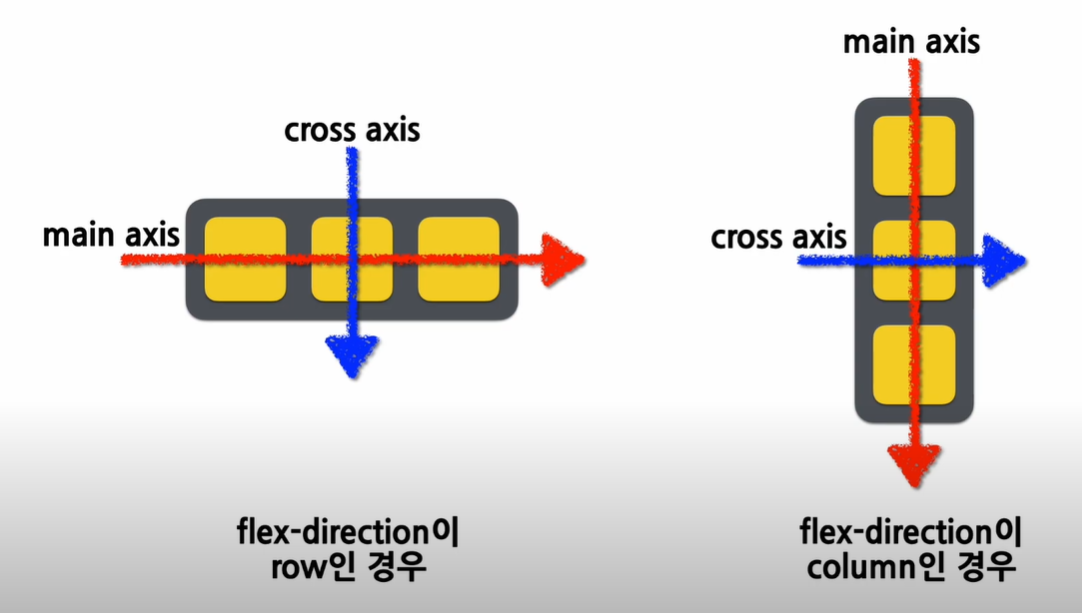 main axis
cross axis
main axis
cross axis
flex-direction이
row인 경우
flex-direction이
column인 경우